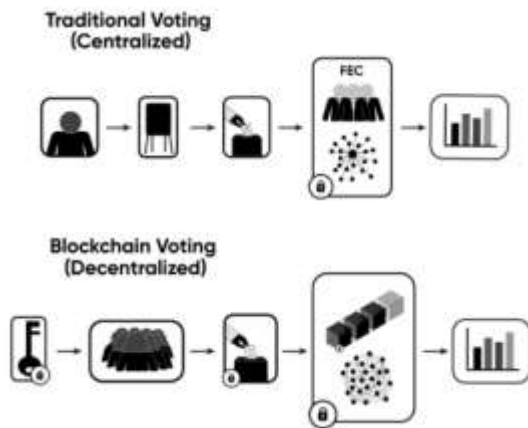 Traditional Voting
(Centralized)
FEC
Blockchain Voting
(Decentralized)